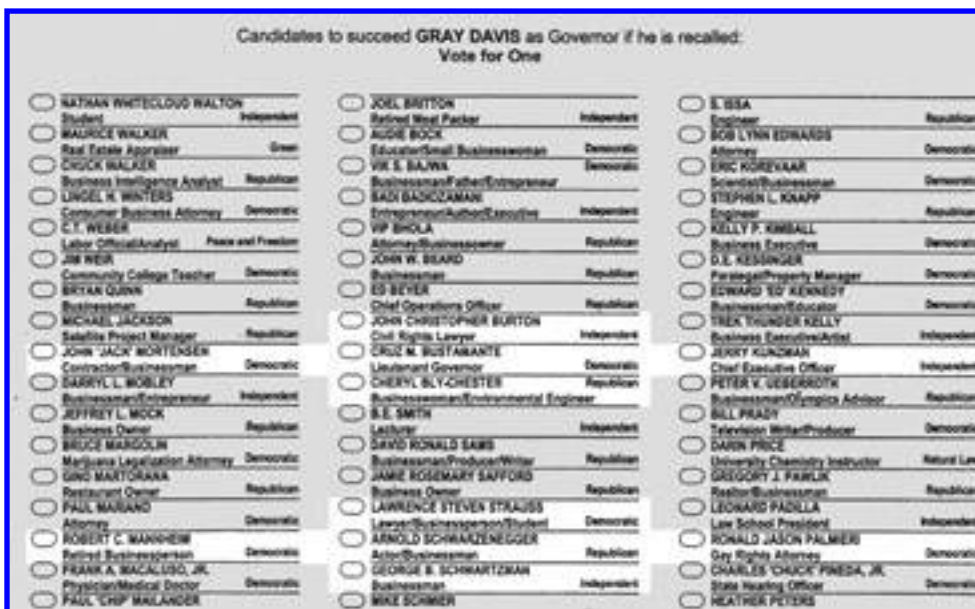 Candidates to succeed GRAY DAVIS as Governor if he is recalled:
Vote for One
NATHAN WHITECLOUD WALTON
Student Independent
MAURICE WALKER
Real Estate Appraiser Green
CHUCK WALKER
Business Intelligence Analyst Republican
LINGEL H. WINTERS
Consumer Business Attorney Democratic
C.T. WEBER
Labor Official/Analyst Peace and Freedom
JIM WEIR
Community College Teacher Democratic
BRYAN QUINN
Businessman Republican
MICHAEL JACKSON
Satellite Project Manager Republican
JOHN "JACK" MORTENSEN
Contractor/Businessman Democratic
DARRYL L. MOBLEY
Businessman/Entrepreneur Independent
JEFFREY L. MOCK
Business Owner Republican
BRUCE MARGOLIN
Marijuana Legalization Attorney Democratic
GINO MARTORANA
Restaurant Owner Republican
PAUL MARIANO
Attorney Democratic
ROBERT C. MANNHEIM
Retired Businessperson Democratic
FRANK A. MACALUSO, JR.
Physician/Medical Doctor Democratic
PAUL "CHIP" MAILANDER
JOEL BRITTON
Retired Meat Packer Independent
AUDIE BOCK
Educator/Small Businesswoman Democratic
VIK S. BAJWA Democratic
Businessman/Father/Entrepreneur
BADI BADIOZAMANI
Entrepreneur/Author/Executive Independent
VIP BHOLA
Attorney/Businessowner Republican
JOHN W. BEARD
Businessman Republican
ED BEYER
Chief Operations Officer Republican
JOHN CHRISTOPHER BURTON
Civil Rights Lawyer Independent
CRUZ M. BUSTAMANTE
Lieutenant Governor Democratic
CHERYL BLY-CHESTER Republican
Businesswoman/Environmental Engineer
B.E. SMITH
Lecturer Independent
DAVID RONALD SAMS
Businessman/Producer/Writer Republican
JAMIE ROSEMARY SAFFORD
Business Owner Republican
LAWRENCE STEVEN STRAUSS
Lawyer/Businessperson/Student Democratic
ARNOLD SCHWARZENEGGER
Actor/Businessman Republican
GEORGE B. SCHWARTZMAN
Businessman Independent
MIKE SCHMIER
S. ISSA
Engineer Republican
BOB LYNN EDWARDS
Attorney Democratic
ERIC KOREVAAR
Scientist/Businessman Democratic
STEPHEN L. KNAPP
Engineer Republican
KELLY P. KIMBALL
Business Executive Democratic
D.E. KESSINGER
Paralegal/Property Manager Democratic
EDWARD "ED" KENNEDY
Businessman/Educator Democratic
TREK THUNDER KELLY
Business Executive/Artist Independent
JERRY KUNZMAN
Chief Executive Officer Independent
PETER V. UEBERROTH
Businessman/Olympics Advisor Republican
BILL PRADY
Television Writer/Producer Democratic
DARIN PRICE
University Chemistry Instructor Natural Law
GREGORY J. PAWLIK
Realtor/Businessman Republican
LEONARD PADILLA
Law School President Independent
RONALD JASON PALMIERI
Gay Rights Attorney Democratic
CHARLES "CHUCK" PINEDA, JR.
State Hearing Officer Democratic
HEATHER PETERS